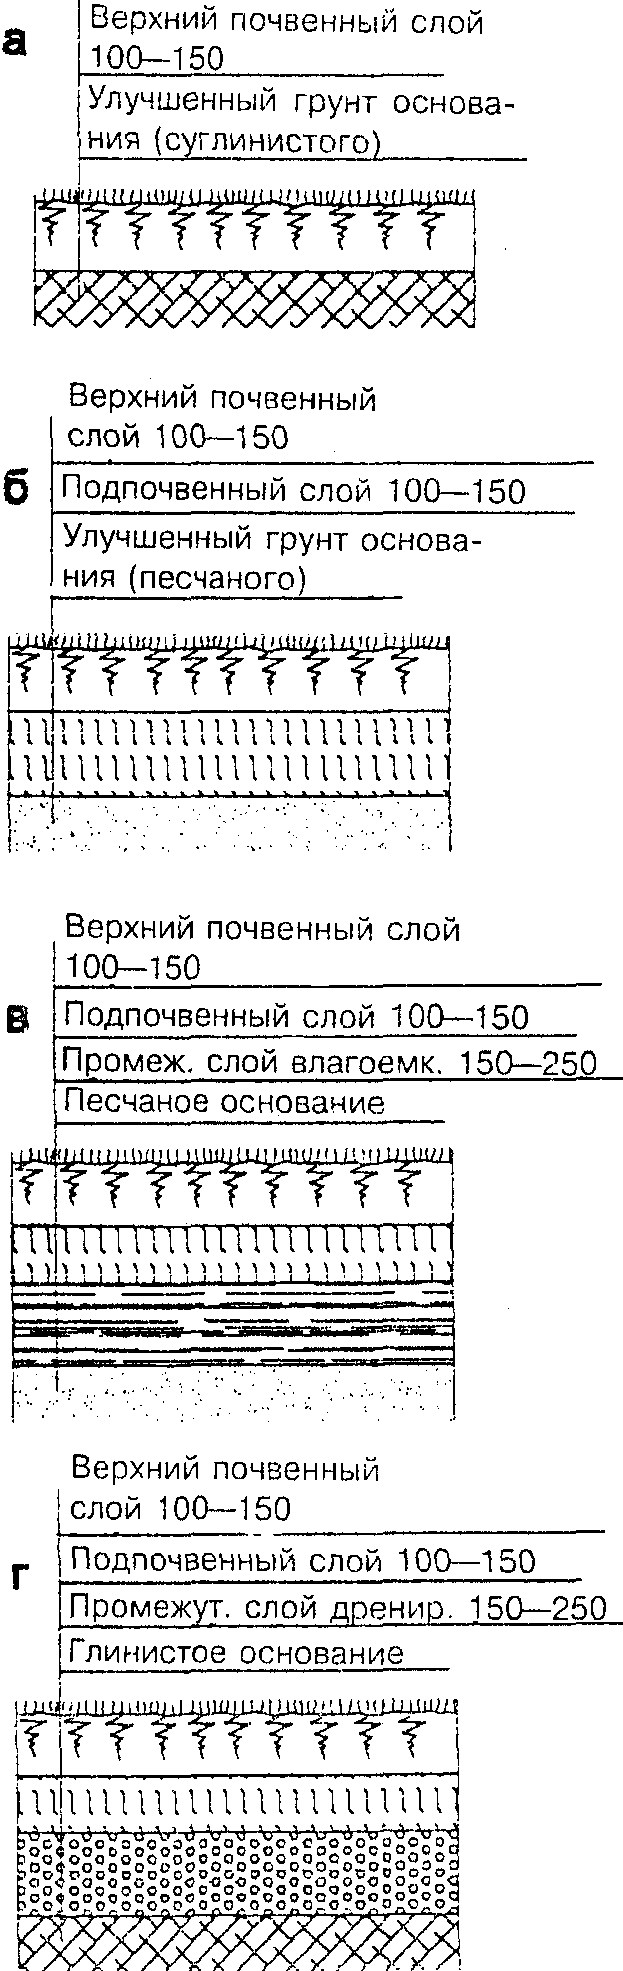 а
Верхний почвенный слой
100—150
Улучшенный грунт основа-
ния (суглинистого)
б
Верхний почвенный
слой 100—150
Подпочвенный слой 100—150
Улучшенный грунт основа-
ния (песчаного)
в
Верхний почвенный слой
100—150
Подпочвенный слой 100—150
Промеж. слой влагоемк. 150—250
Песчаное основание
г
Верхний почвенный
слой 100—150
Подпочвенный слой 100—150
Промежут. слой дренир. 150—250
Глинистое основание